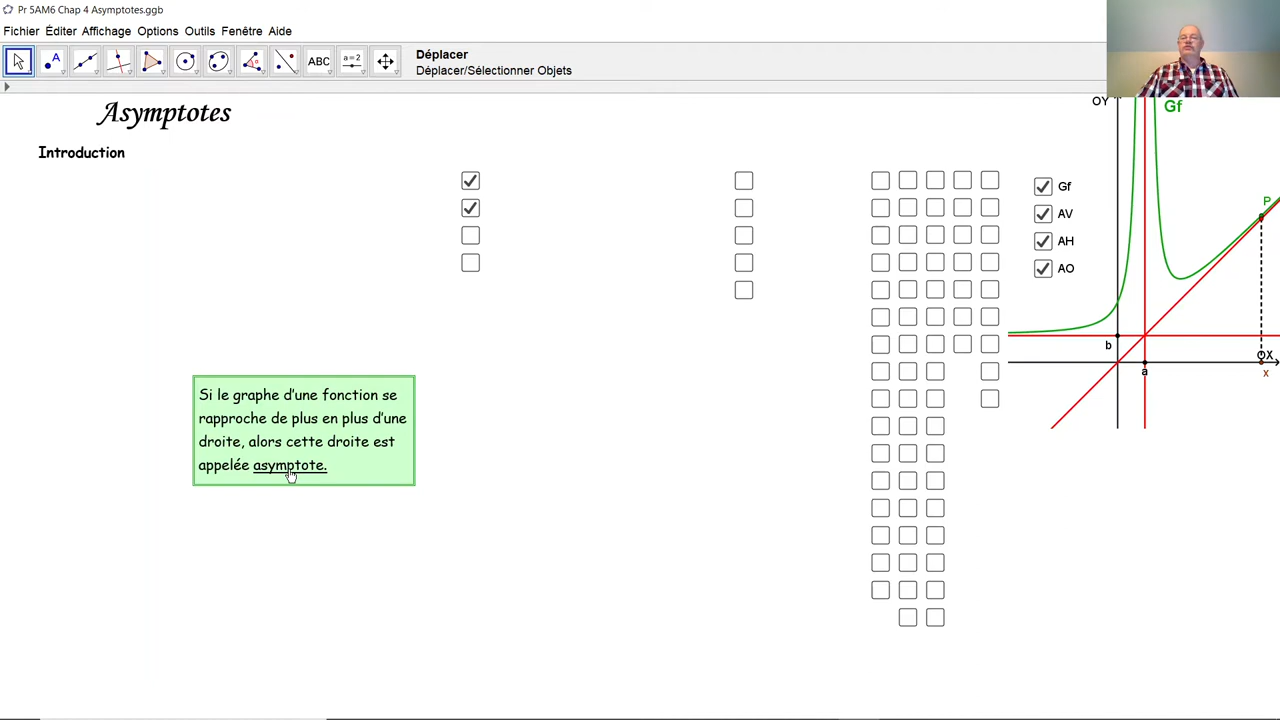 Pr 5AM6 Chap 4 Asymptotes.ggb
Fichier Éditer Affichage Options Outils Fenêtre Aide
A
ABC
a=2
Déplacer
Déplacer/Sélectionner Objets
Asymptotes
Introduction
Si le graphe d'une fonction se
rapproche de plus en plus d'une
droite, alors cette droite est
appelée asymptote.
Gf
AV
AH
AO
OY
Gf
P
b
a
OX
x